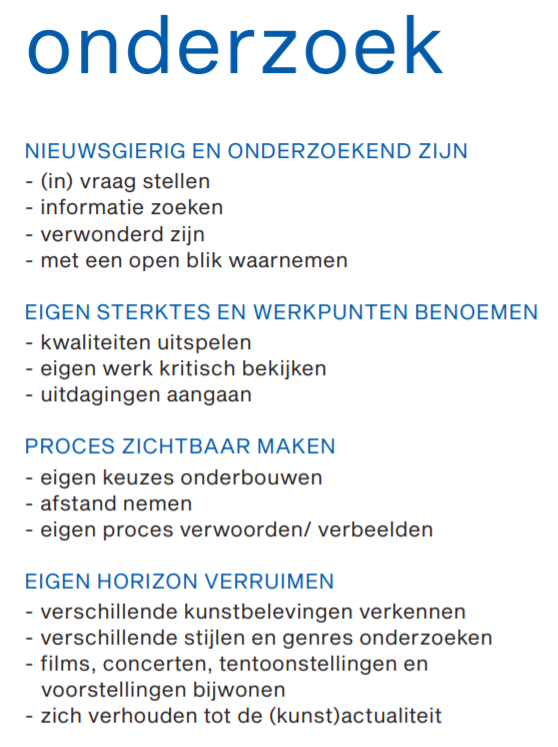 onderzoek
NIEUWSGIERIG EN ONDERZOEKEND ZIJN
- (in) vraag stellen
- informatie zoeken
- verwonderd zijn
- met een open blik waarnemen
EIGEN STERKTES EN WERKPUNTEN BENOEMEN
- kwaliteiten uitspelen
- eigen werk kritisch bekijken
- uitdagingen aangaan
PROCES ZICHTBAAR MAKEN
- eigen keuzes onderbouwen
- afstand nemen
- eigen proces verwoorden/ verbeelden
EIGEN HORIZON VERRUIMEN
- verschillende kunstbelevingen verkennen
- verschillende stijlen en genres onderzoeken
- films, concerten, tentoonstellingen en
voorstellingen bijwonen
- zich verhouden tot de (kunst)actualiteit